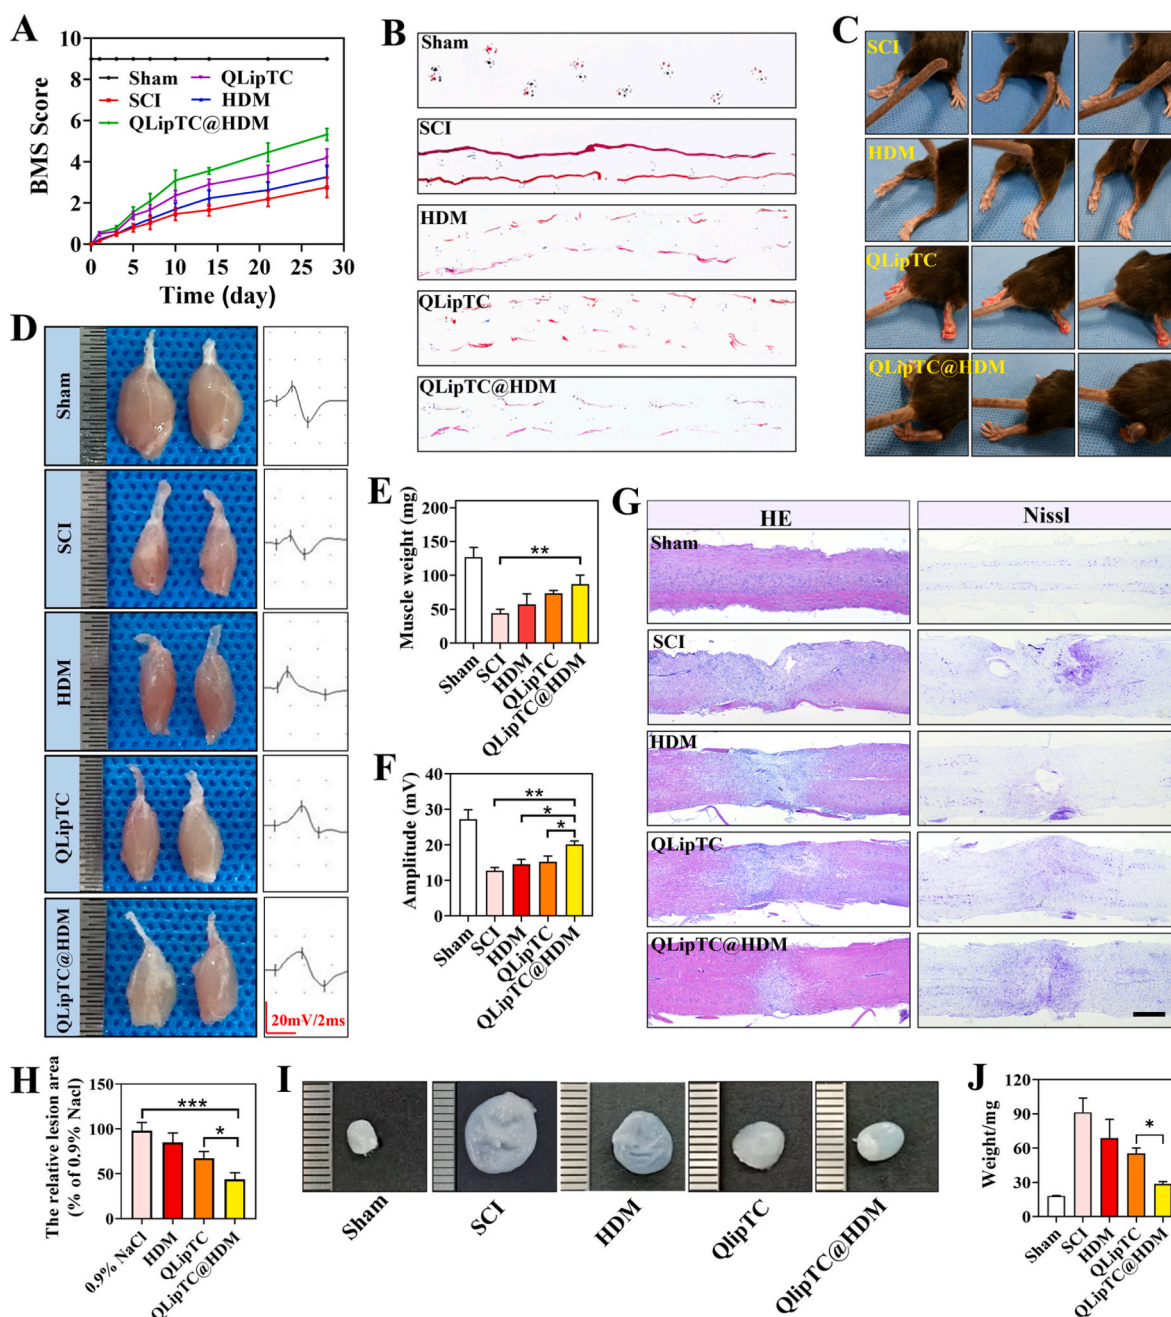 A
BMS Score
10
8
6
4
2
0
Sham
QLipTC
SCI
HDM
QLipTC@HDM
0
5
10
15
20
25
30
Time (day)
B
Sham
SCI
HDM
QLipTC
QLipTC@HDM
C
SCI
HDM
QLipTC
QLipTC@HDM
D
Sham
SCI
HDM
QLipTC
QLipTC@HDM
20mV/2ms
E
Muscle weight (mg)
200
150
100
50
0
**
Sham
SCI
HDM
QLipTC
QLipTC@HDM
F
Amplitude (mV)
40
30
20
10
0
**
*
*
Sham
SCI
HDM
QLipTC
QLipTC@HDM
G
HE
Nissl
Sham
SCI
HDM
QLipTC
QLipTC@HDM
H
The relative lesion area
(% of 0.9% Nacl)
150
100
50
0
***
*
0.9% NaCl
HDM
QLipTC
QLipTC@HDM
I
Sham
SCI
HDM
QlipTC
QlipTC@HDM
J
Weight/mg
120
90
60
30
0
*
Sham
SCI
HDM
QLipTC
QLipTC@HDM